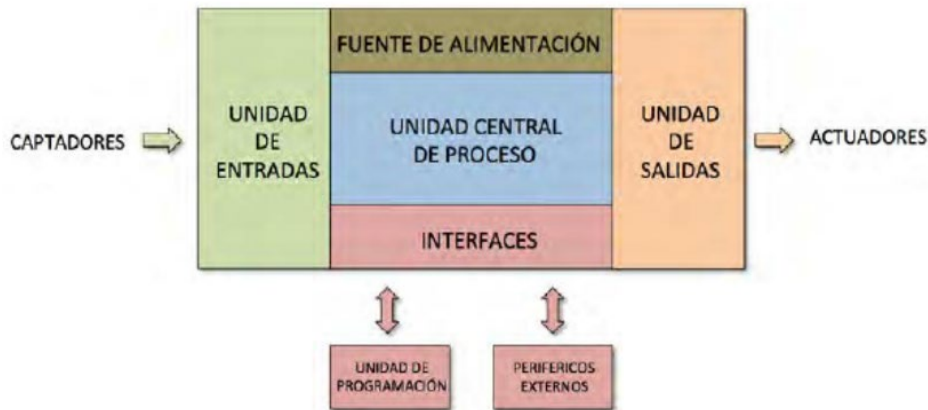 FUENTE DE ALIMENTACIÓN
UNIDAD
DE
ENTRADAS
UNIDAD CENTRAL
DE PROCESO
UNIDAD
DE
SALIDAS
CAPTADORES
ACTUADORES
INTERFACES
UNIDAD DE
PROGRAMACIÓN
PERIFERICOS
EXTERNOS